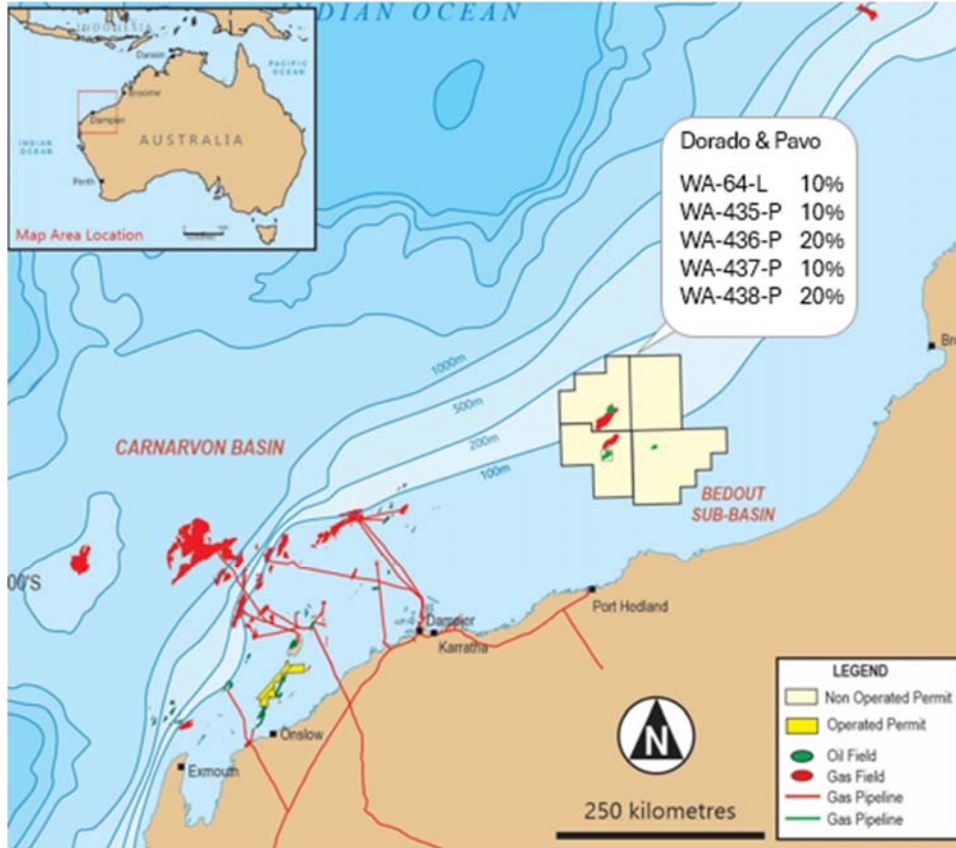 INDIAN OCEAN
INDONESIA
Darwin
PACIFIC
OCEAN
Broome
Dampier
INDIAN
OCEAN
AUSTRALIA
Perth
Map Area Location
Dorado & Pavo
WA-64-L 10%
WA-435-P 10%
WA-436-P 20%
WA-437-P 10%
WA-438-P 20%
Bro
1000m
500m
200m
100m
CARNARVON BASIN
BEDOUT
SUB-BASIN
00'S
Port Hedland
Dampier
Karratha
Onslow
Exmouth
N
250 kilometres
LEGEND
Non Operated Permit
Operated Permit
Oil Field
Gas Field
Gas Pipeline
Gas Pipeline